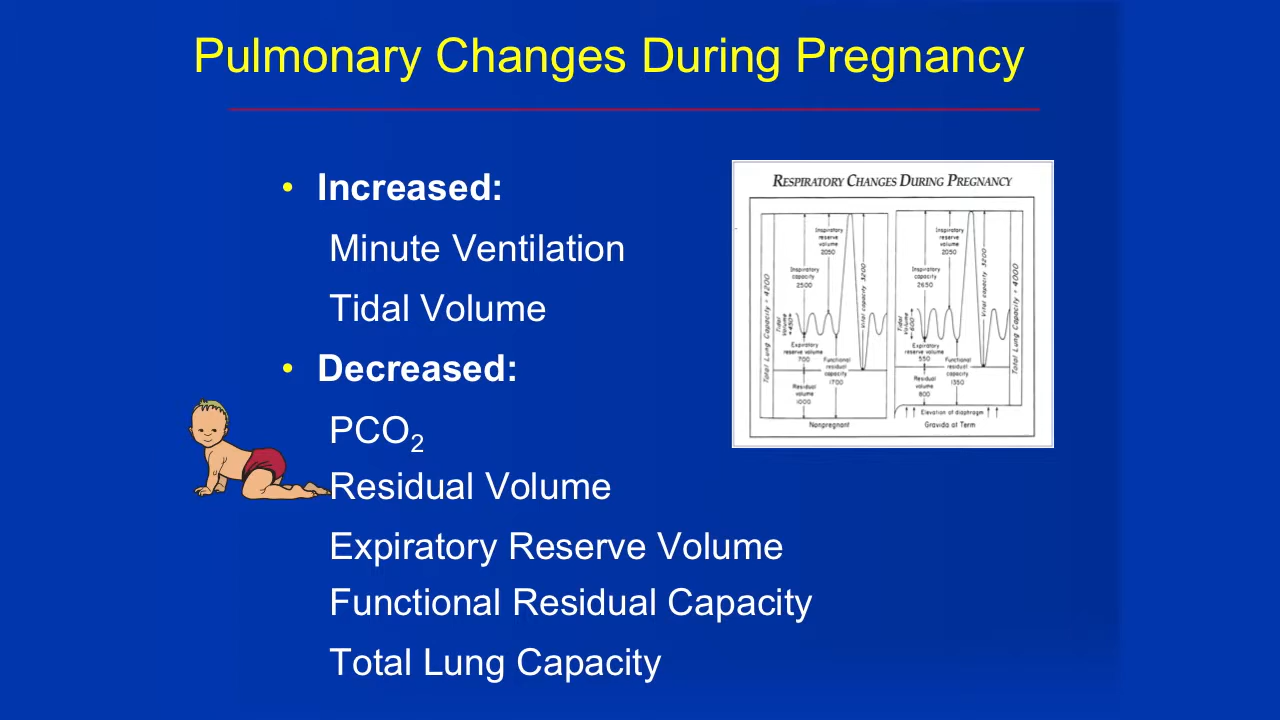 Pulmonary Changes During Pregnancy
• Increased:
Minute Ventilation
Tidal Volume
• Decreased:
PCO2
Residual Volume
Expiratory Reserve Volume
Functional Residual Capacity
Total Lung Capacity
RESPIRATORY CHANGES DURING PREGNANCY
Total Lung Capacity = 4200
Tidal
Volume
450
Inspiratory
capacity
2500
Inspiratory
reserve
volume
2050
Vital capacity 3200
Expiratory
reserve volume
700
Functional
residual
capacity
1700
Residual
volume
1000
Nonpregnant
Tidal
Volume
600
Inspiratory
capacity
2650
Inspiratory
reserve
volume
2050
Vital capacity 3200
Total Lung Capacity = 4000
Expiratory
reserve volume
550
Functional
residual
capacity
1350
Residual
volume
800
Elevation of diaphragm
Gravida at Term